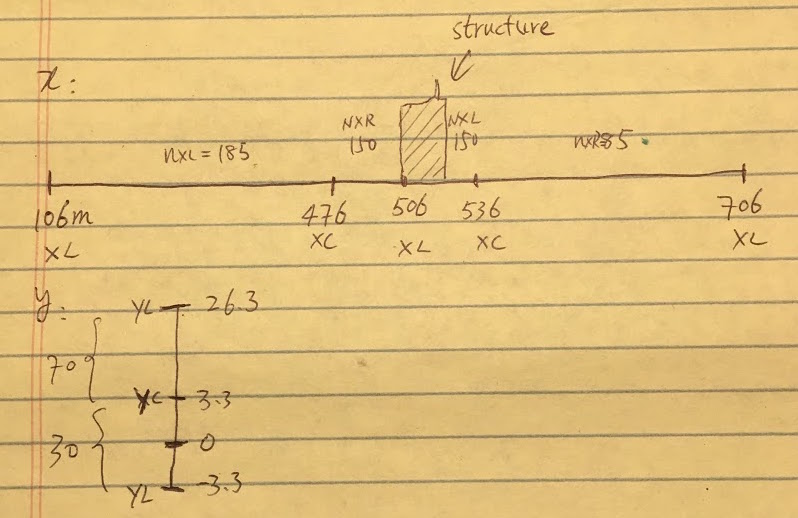 structure
x:
NXR NXL
150 150
NXL = 185
106m 476 506 536 706
XL XC XL XC XL
y:
YL 26.3
70
YC 3.3
30 0
YL -3.3